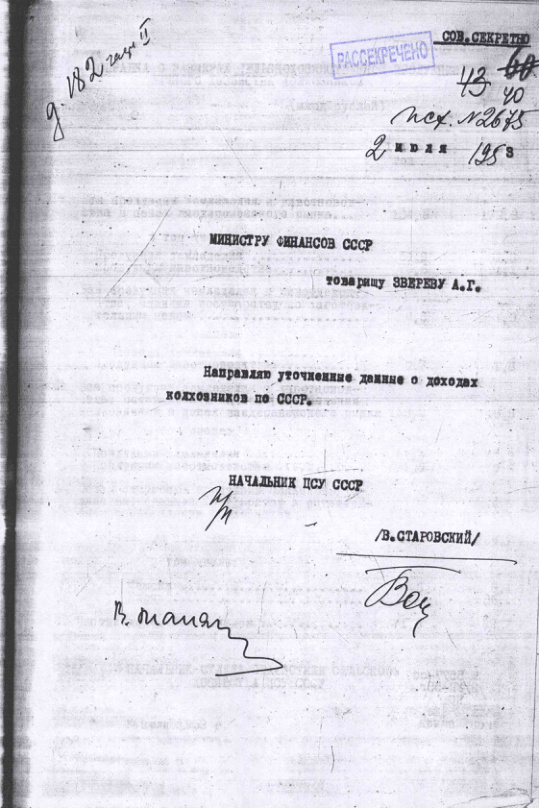 СОВ.СЕКРЕТНО
РАССЕКРЕЧЕНО
д. 182
43
40
исх. №2675
2 июля 1953
МИНИСТРУ ФИНАНСОВ СССР
товарищу ЗВЕРЕВУ А.Г.
Направляю уточненные данные о доходах
колхозников по СССР.
НАЧАЛЬНИК ЦСУ СССР
/В.СТАРОВСКИЙ/